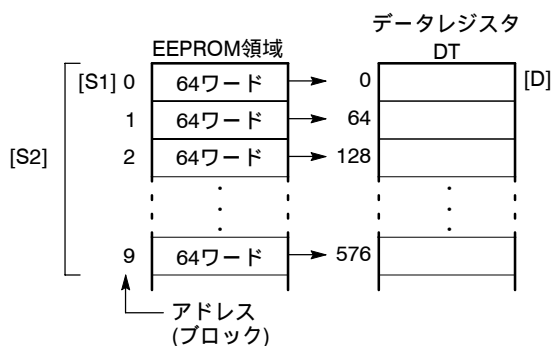 データレジスタ
EEPROM領域 DT
[S1] 0 64ワード 0 [D]
1 64ワード 64
[S2] 2 64ワード 128
9 64ワード 576
アドレス
(ブロック)